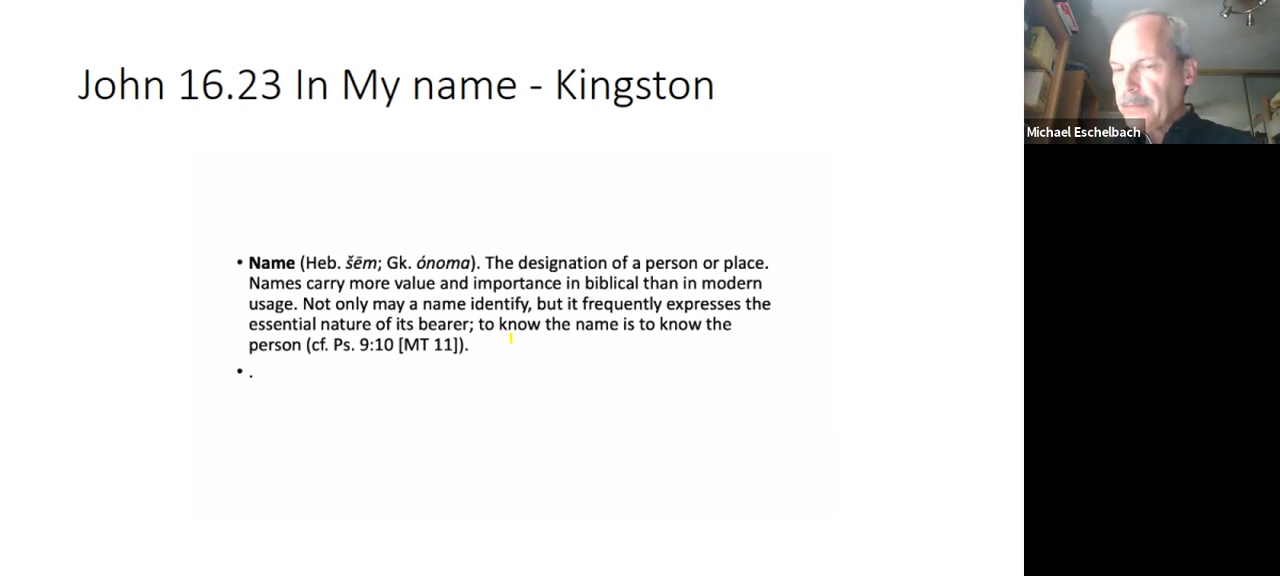 John 16.23 In My name - Kingston
• Name (Heb. šēm; Gk. ónoma). The designation of a person or place.
Names carry more value and importance in biblical than in modern
usage. Not only may a name identify, but it frequently expresses the
essential nature of its bearer; to know the name is to know the
person (cf. Ps. 9:10 [MT 11]).
• .
Michael Eschelbach